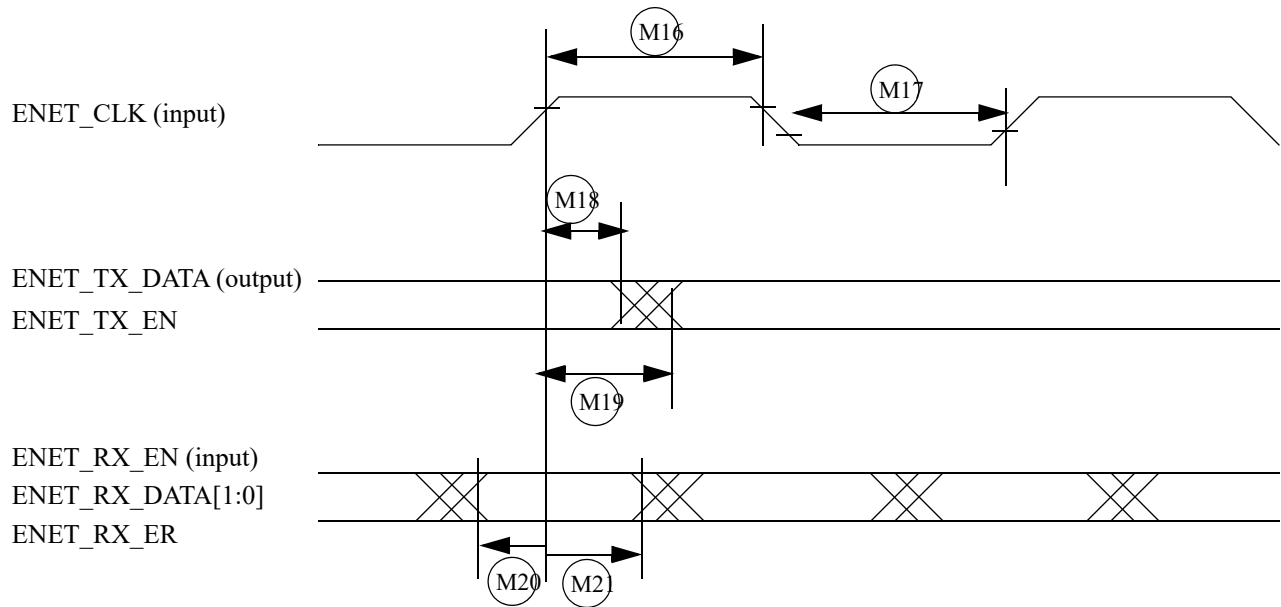 M16
M17
ENET_CLK (input)
M18
ENET_TX_DATA (output)
ENET_TX_EN
M19
ENET_RX_EN (input)
ENET_RX_DATA[1:0]
ENET_RX_ER
M20
M21